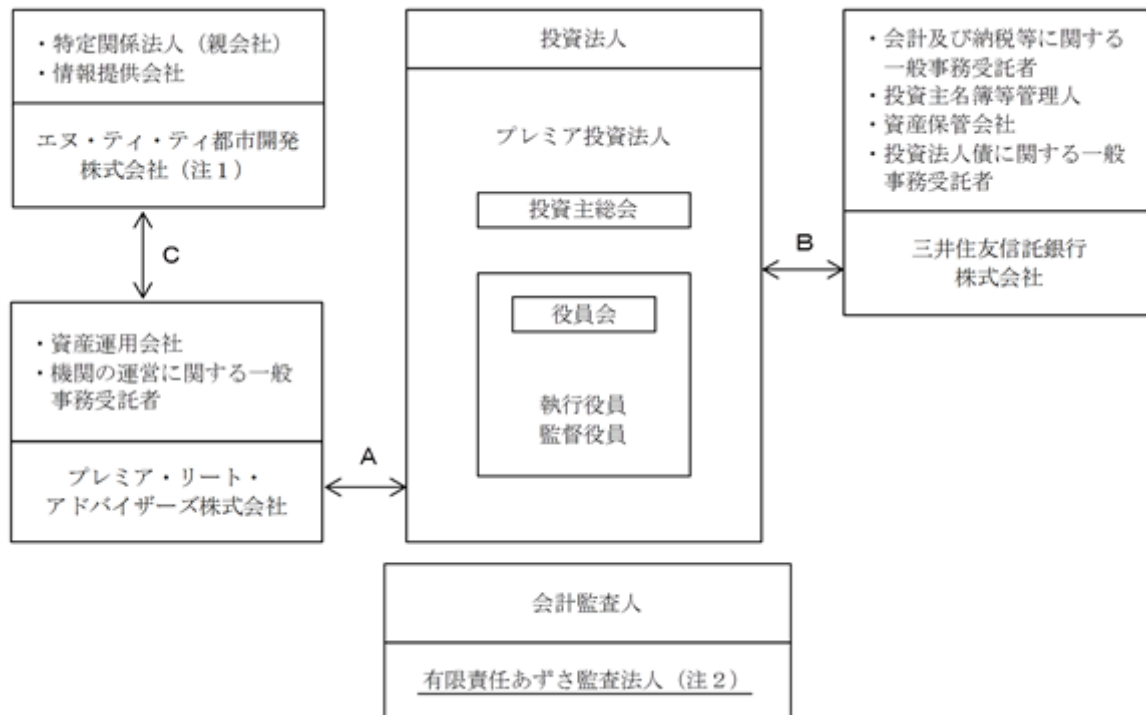 ・特定関係法人（親会社）
・情報提供会社
エヌ・ティ・ティ都市開発
株式会社（注１）
C
・資産運用会社
・機関の運営に関する一般
事務受託者
プレミア・リート・
アドバイザーズ株式会社
A
投資法人
プレミア投資法人
投資主総会
役員会
執行役員
監督役員
B
・会計及び納税等に関する
一般事務受託者
・投資主名簿等管理人
・資産保管会社
・投資法人債に関する一般
事務受託者
三井住友信託銀行
株式会社
会計監査人
有限責任あずさ監査法人（注２）